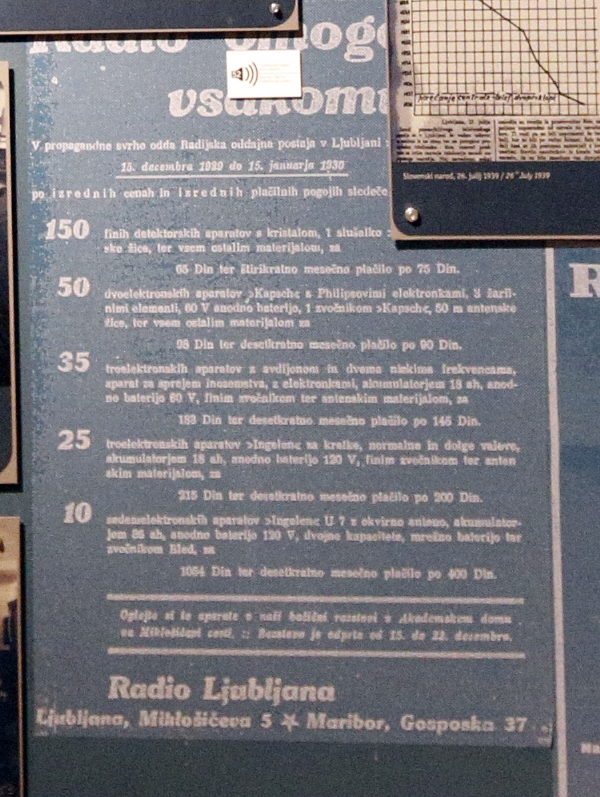 Radio omog
vsakomu
V propagandne svrhe odda Radijska oddajna postaja v Ljubljani
15. decembra 1929 do 15. januarja 1930
po izrednih cenah in izrednih plačilnih pogojih sledeče
150 finih detektorskih aparatov s kristalom, 1 slušalko
ske žice, ter vsem ostalim materijalom, za
65 Din ter štirikratno mesečno plačilo po 75 Din.
50 dvoelektronskih aparatov »Kapsch« s Philipsovimi elektronkami, 3 žaril-
nimi elementi, 60 V anodno baterijo, 1 zvočnikom »Kapsch«, 50 m antenske
žice, ter vsem ostalim materijalom za
98 Din ter desetkratno mesečno plačilo po 90 Din.
35 troelektronskih aparatov z avdijonom in dvema nizkima frekvencama,
aparat za sprejem inozemstva, z elektronkami, akumulatorjem 18 ah, anod-
no baterijo 60 V, finim zvočnikom ter antenskim materijalom, za
183 Din ter desetkratno mesečno plačilo po 145 Din.
25 troelektronskih aparatov »Ingelen« za kratke, normalne in dolge valove,
akumulatorjem 18 ah, anodno baterijo 120 V, finim zvočnikom ter anten
skim materijalom, za
215 Din ter desetkratno mesečno plačilo po 200 Din.
10 sedemelektronskih aparatov »Ingelen« U 7 z okvirno anteno, akumulator-
jem 86 ah, anodno baterijo 120 V, dvojne kapacitete, mrežno baterijo ter
zvočnikom Bled, za
1054 Din ter desetkratno mesečno plačilo po 400 Din.
Oglejte si te aparate v naši božični razstavi v Akademskem domu
na Miklošičevi cesti. :: Razstava je odprta od 15. do 22. decembra.
Radio Ljubljana
Ljubljana, Miklošičeva 5 ★ Maribor, Gosposka 37
Slovenski narod, 26. julij 1939 / 26th July 1939
R
Na